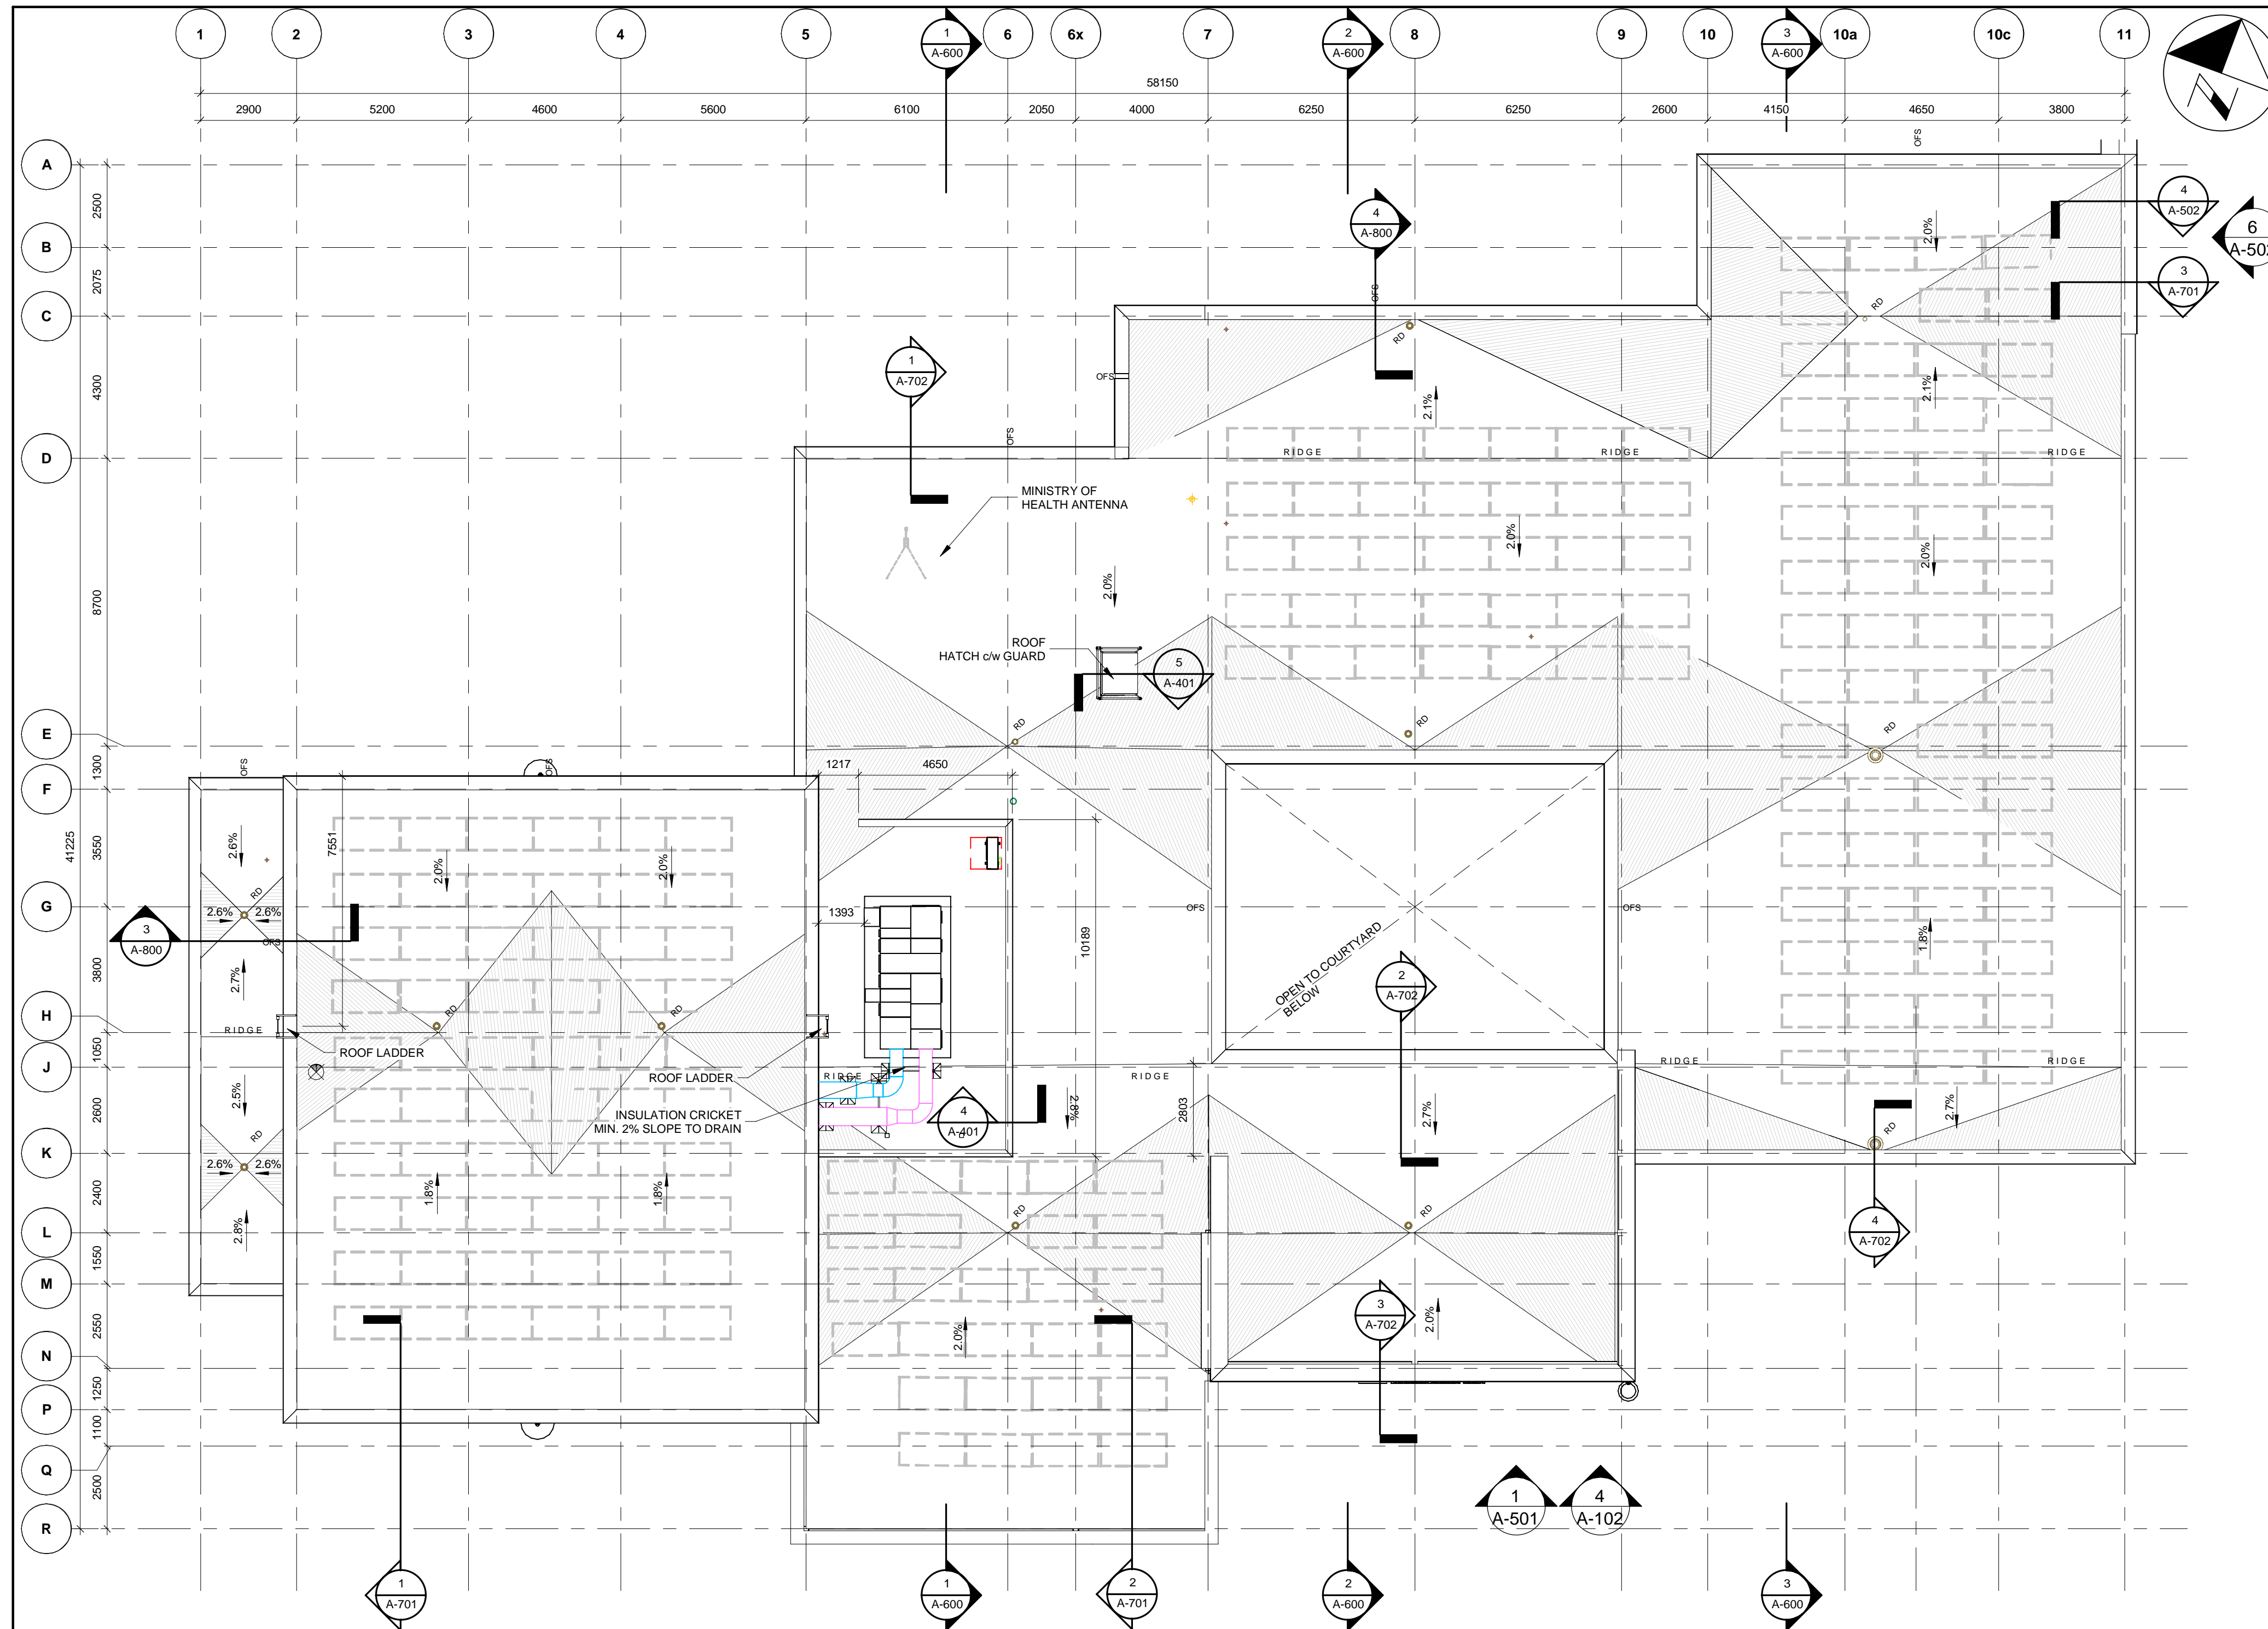 1
2
3
4
5
1
A-600
6
6x
7
2
A-600
8
9
10
3
A-600
10a
10c
11
58150
2900
5200
4600
5600
6100
2050
4000
6250
6250
2600
4150
4650
3800
OFS
N
A
2500
B
2075
C
4300
D
8700
E
1300
F
41225
3550
G
3800
H
1050
J
2600
K
2400
L
1550
M
2550
N
1250
P
1100
Q
2500
R
4
A-502
6
3
A-701
4
A-800
OFS
2.0%
RD
1
A-702
OFS
RD
2.1%
2.1%
OFS
RIDGE
RIDGE
RIDGE
MINISTRY OF
HEALTH ANTENNA
2.0%
2.0%
2.0%
ROOF
HATCH c/w GUARD
5
A-401
RD
RD
RD
OFS
OFS
1217
4650
7551
2.6%
2.0%
2.0%
RD
2.6%
2.6%
3
A-800
OFS
1393
10189
OFS
OFS
OPEN TO COURTYARD
BELOW
2
A-702
1.8%
2.7%
RD
RD
RIDGE
ROOF LADDER
ROOF LADDER
RIDGE
RIDGE
RIDGE
RIDGE
2.5%
INSULATION CRICKET
MIN. 2% SLOPE TO DRAIN
4
A-401
2.8%
2803
2.7%
2.7%
RD
RD
2.6%
2.6%
1.8%
1.8%
2.8%
RD
RD
4
A-702
2.0%
3
A-702
2.0%
1
A-501
4
A-102
1
A-701
1
A-600
2
A-701
2
A-600
3
A-600